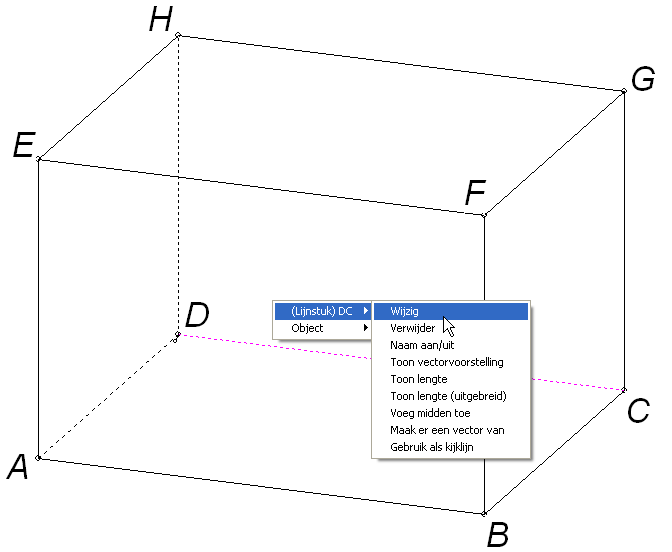 H
G
E
F
D
(Lijnstuk) DC
Object
Wijzig
Verwijder
Naam aan/uit
Toon vectorvoorstelling
Toon lengte
Toon lengte (uitgebreid)
Voeg midden toe
Maak er een vector van
Gebruik als kijklijn
C
A
B